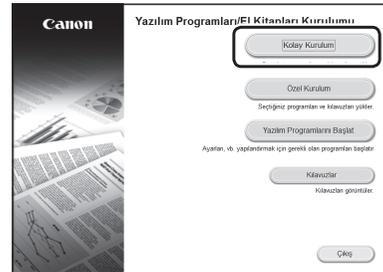 Canon
Yazılım Programları/El Kitapları Kurulumu
Kolay Kurulum
Özel Kurulum
Seçtiğiniz programları ve kılavuzları yükler.
Yazılım Programlarını Başlat
Ayarları, vb. yapılandırmak için gerekli olan programları başlatır
Kılavuzlar
Kılavuzları görüntüler.
Çıkış